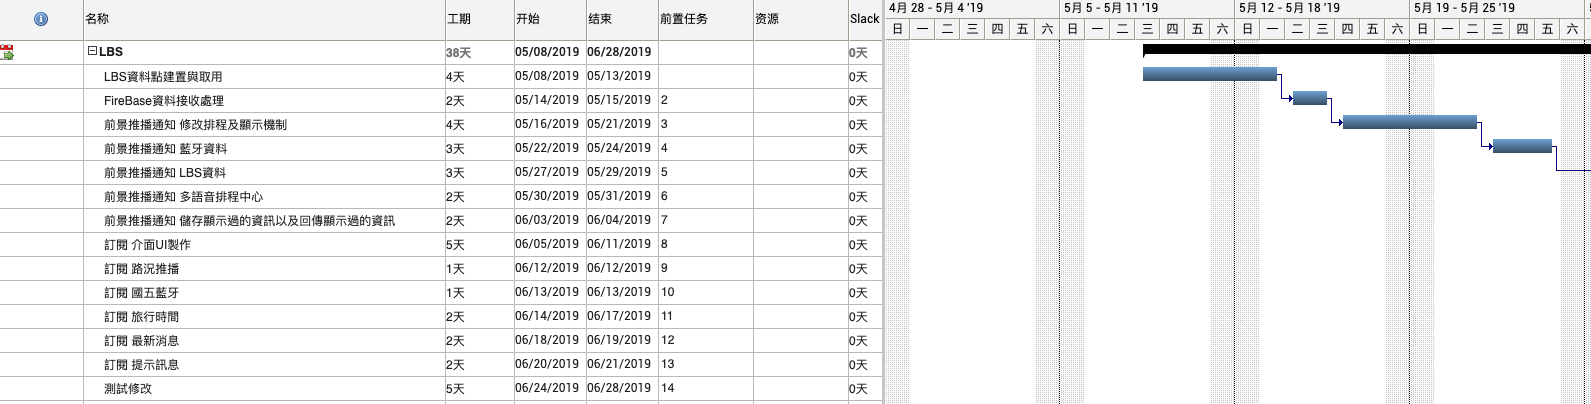 4月 28 - 5月 4 '19 5月 5 - 5月 11 '19 5月 12 - 5月 18 '19 5月 19 - 5月 25 '19
名称 工期 开始 结束 前置任务 资源 Slack 日 一 二 三 四 五 六 日 一 二 三 四 五 六 日 一 二 三 四 五 六 日 一 二 三 四 五 六
LBS 38天 05/08/2019 06/28/2019 0天
LBS資料點建置與取用 4天 05/08/2019 05/13/2019 0天
FireBase資料接收處理 2天 05/14/2019 05/15/2019 2 0天
前景推播通知 修改排程及顯示機制 4天 05/16/2019 05/21/2019 3 0天
前景推播通知 藍牙資料 3天 05/22/2019 05/24/2019 4 0天
前景推播通知 LBS資料 3天 05/27/2019 05/29/2019 5 0天
前景推播通知 多語音排程中心 2天 05/30/2019 05/31/2019 6 0天
前景推播通知 儲存顯示過的資訊以及回傳顯示過的資訊 2天 06/03/2019 06/04/2019 7 0天
訂閱 介面UI製作 5天 06/05/2019 06/11/2019 8 0天
訂閱 路況推播 1天 06/12/2019 06/12/2019 9 0天
訂閱 國五藍牙 1天 06/13/2019 06/13/2019 10 0天
訂閱 旅行時間 2天 06/14/2019 06/17/2019 11 0天
訂閱 最新消息 2天 06/18/2019 06/19/2019 12 0天
訂閱 提示訊息 2天 06/20/2019 06/21/2019 13 0天
測試修改 5天 06/24/2019 06/28/2019 14 0天